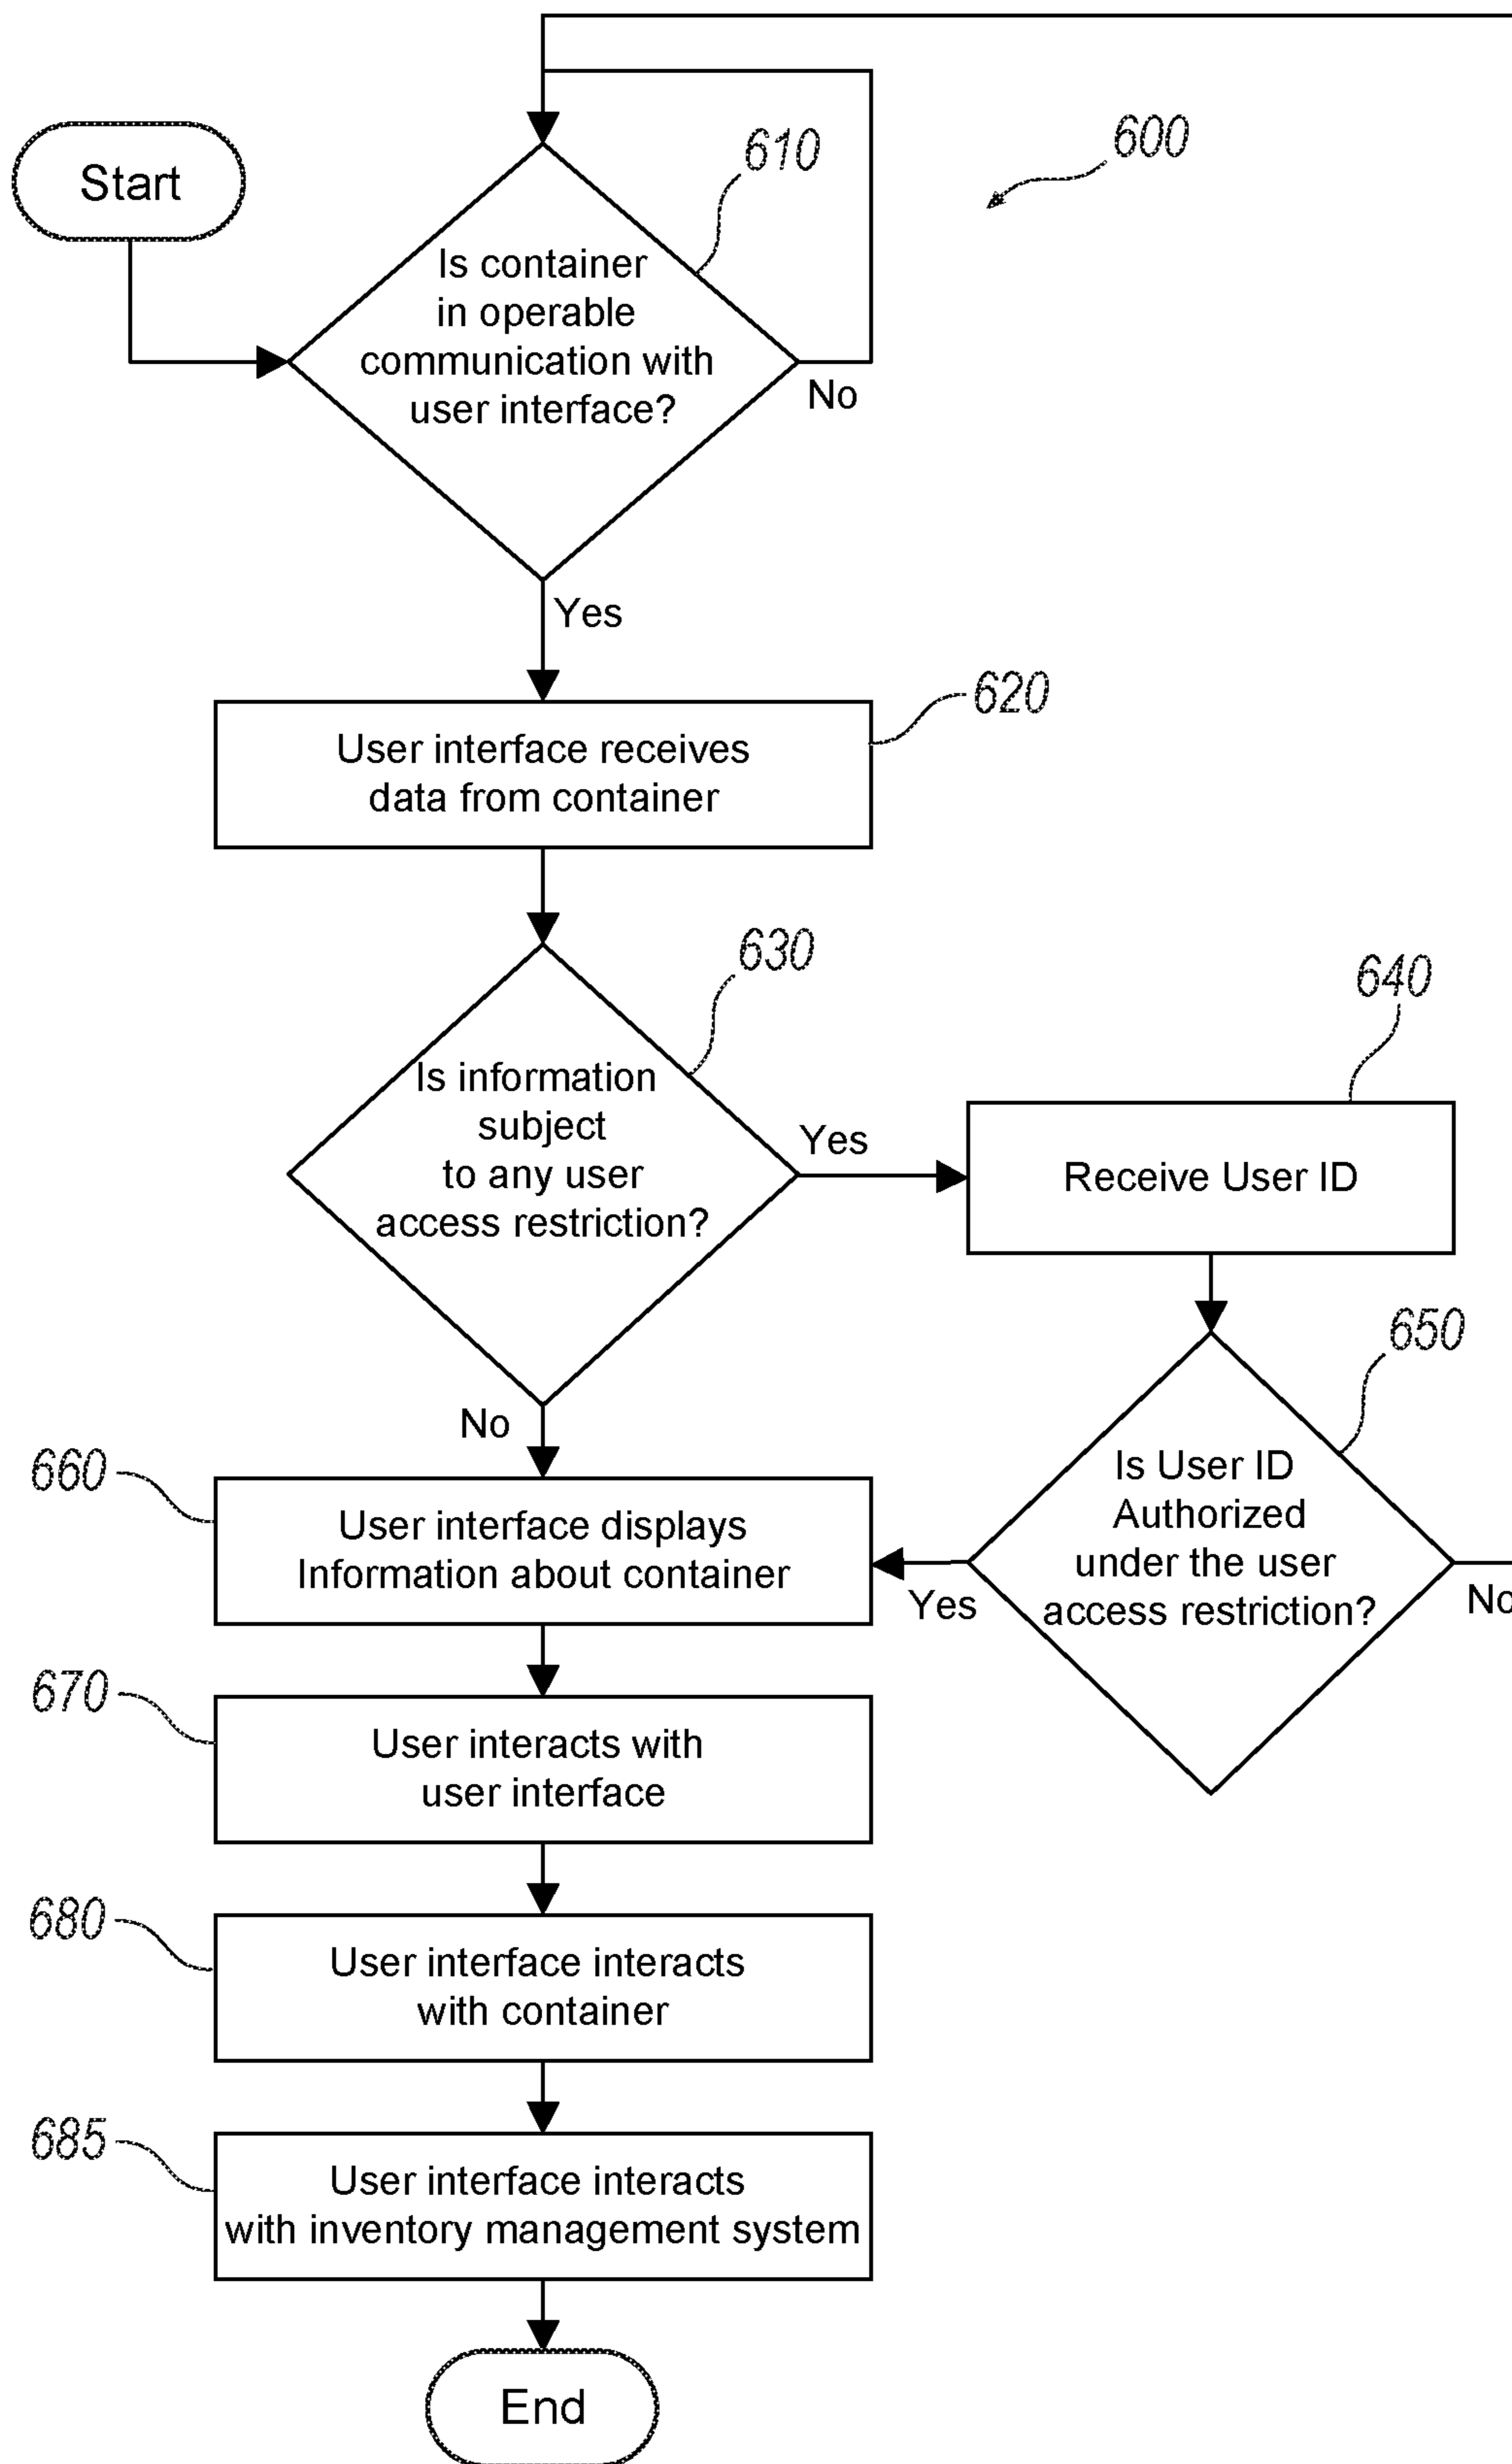 600
Start
610
Is container
in operable
communication with
user interface?
No
Yes
620
User interface receives
data from container
630
Is information
subject
to any user
access restriction?
Yes
640
Receive User ID
No
650
Is User ID
Authorized
under the user
access restriction?
Yes
No
660
User interface displays
Information about container
670
User interacts with
user interface
680
User interface interacts
with container
685
User interface interacts
with inventory management system
End